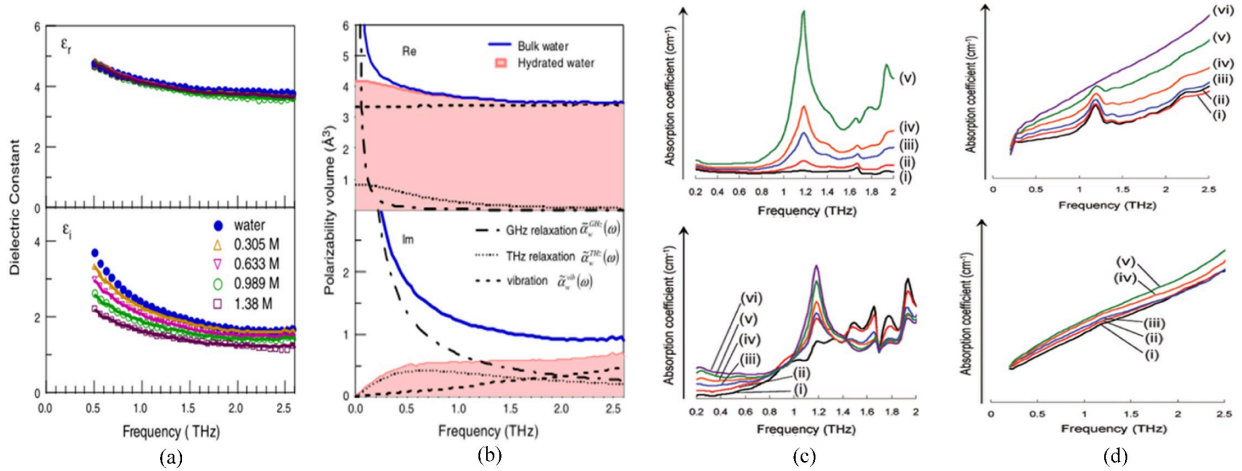 6
4
2
0
εr
4
2
0
εi
water
0.305 M
0.633 M
0.989 M
1.38 M
Dielectric Constant
0
0.5
1.0
1.5
2.0
2.5
Frequency ( THz)
(a)
6
5
4
3
2
1
Re
Bulk water
Hydrated water
2
1
0
Im
GHz relaxation α̃wGHz(ω)
THz relaxation α̃wTHz(ω)
vibration α̃wvib(ω)
Polarizability volume (Å3)
0.0
0.5
1.0
1.5
2.0
2.5
Frequency (THz)
(b)
Absorption coefficient (cm-1)
(v)
(iv)
(iii)
(ii)
(i)
0.2 0.4 0.6 0.8 1 1.2 1.4 1.6 1.8 2
Frequency (THz)
Absorption coefficient (cm-1)
(vi)
(v)
(iv)
(iii)
(ii)
(i)
0.2 0.4 0.6 0.8 1 1.2 1.4 1.6 1.8 2
Frequency (THz)
(c)
Absorption coefficient (cm-1)
(vi)
(v)
(iv)
(iii)
(ii)
(i)
0 0.5 1 1.5 2 2.5
Frequency (THz)
Absorption coefficient (cm-1)
(v)
(iv)
(iii)
(ii)
(i)
0 0.5 1 1.5 2 2.5
Frequency (THz)
(d)